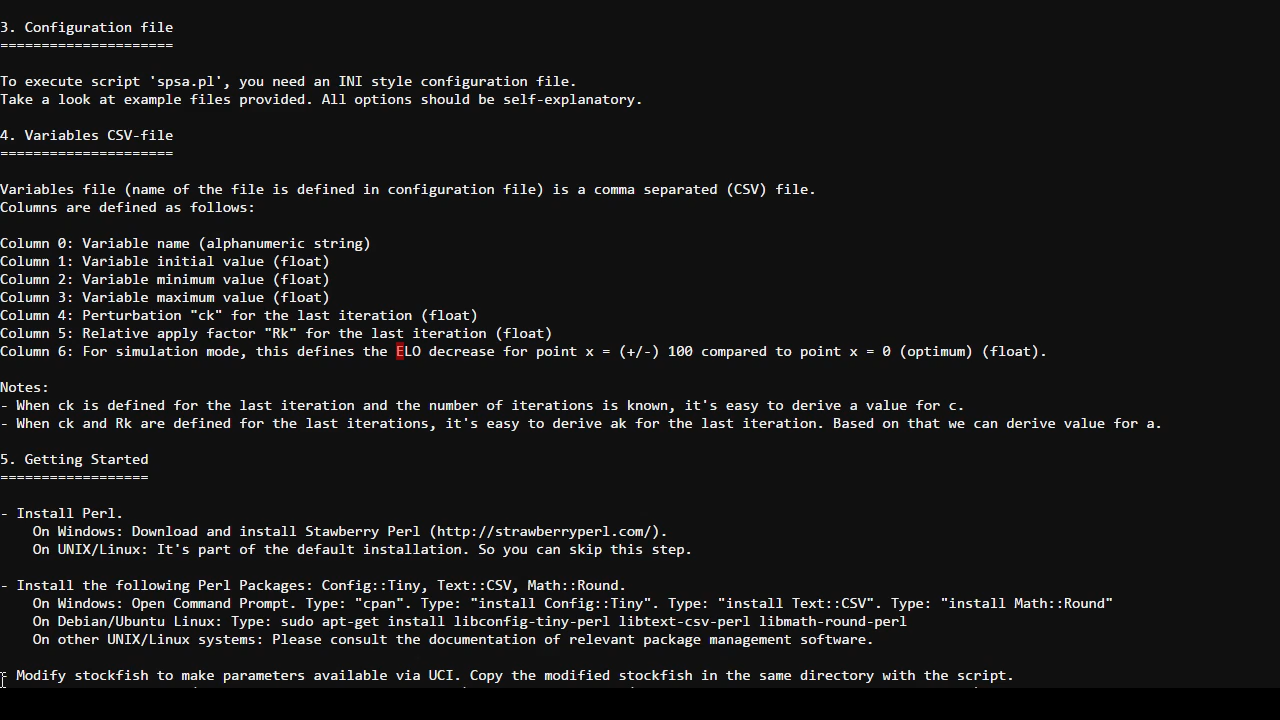 3. Configuration file
=====================
To execute script 'spsa.pl', you need an INI style configuration file.
Take a look at example files provided. All options should be self-explanatory.
4. Variables CSV-file
=====================
Variables file (name of the file is defined in configuration file) is a comma separated (CSV) file.
Columns are defined as follows:
Column 0: Variable name (alphanumeric string)
Column 1: Variable initial value (float)
Column 2: Variable minimum value (float)
Column 3: Variable maximum value (float)
Column 4: Perturbation "ck" for the last iteration (float)
Column 5: Relative apply factor "Rk" for the last iteration (float)
Column 6: For simulation mode, this defines the ELO decrease for point x = (+/-) 100 compared to point x = 0 (optimum) (float).
Notes:
- When ck is defined for the last iteration and the number of iterations is known, it's easy to derive a value for c.
- When ck and Rk are defined for the last iterations, it's easy to derive ak for the last iteration. Based on that we can derive value for a.
5. Getting Started
==================
- Install Perl.
On Windows: Download and install Stawberry Perl (http://strawberryperl.com/).
On UNIX/Linux: It's part of the default installation. So you can skip this step.
- Install the following Perl Packages: Config::Tiny, Text::CSV, Math::Round.
On Windows: Open Command Prompt. Type: "cpan". Type: "install Config::Tiny". Type: "install Text::CSV". Type: "install Math::Round"
On Debian/Ubuntu Linux: Type: sudo apt-get install libconfig-tiny-perl libtext-csv-perl libmath-round-perl
On other UNIX/Linux systems: Please consult the documentation of relevant package management software.
- Modify stockfish to make parameters available via UCI. Copy the modified stockfish in the same directory with the script.